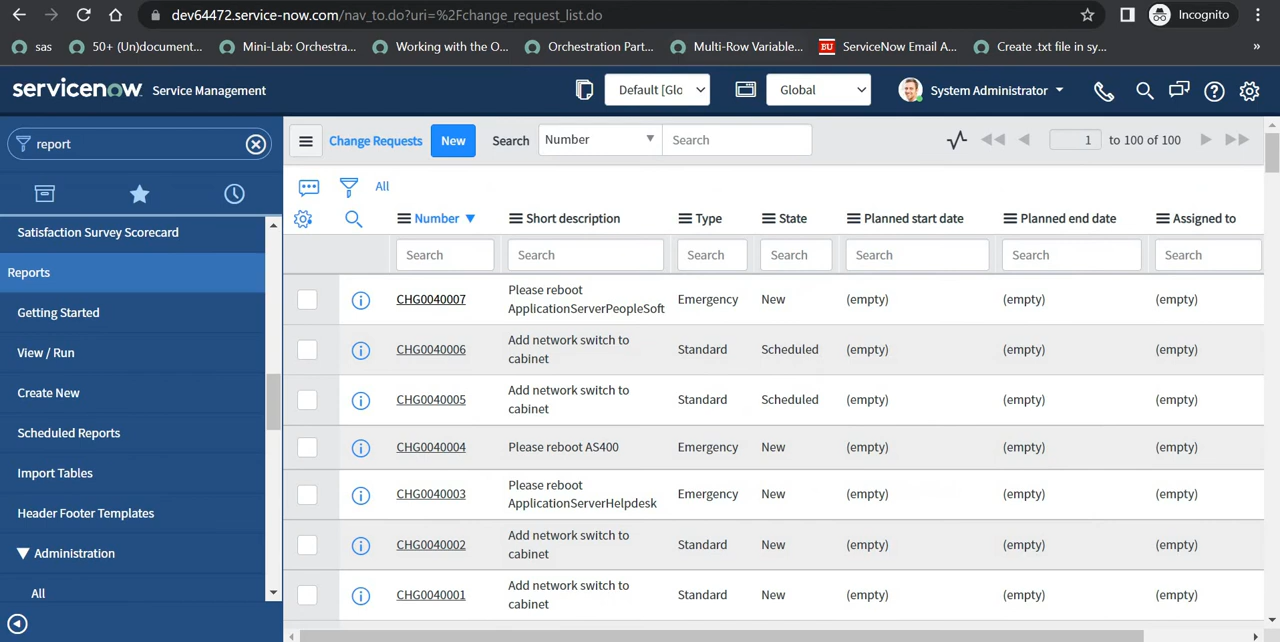 dev64472.service-now.com/nav_to.do?uri=%2Fchange_request_list.do
Incognito
sas
50+ (Un)document...
Mini-Lab: Orchestra...
Working with the O...
Orchestration Part...
Multi-Row Variable...
BU ServiceNow Email A...
Create .txt file in sy...
»
servicenow Service Management
Default [Glo
Global
System Administrator
report
Change Requests
New
Search
Number
Search
1 to 100 of 100
All
Number
Short description
Type
State
Planned start date
Planned end date
Assigned to
Search
Search
Search
Search
Search
Search
Search
Satisfaction Survey Scorecard
Reports
Getting Started
View / Run
Create New
Scheduled Reports
Import Tables
Header Footer Templates
Administration
All
CHG0040007
Please reboot
ApplicationServerPeopleSoft
Emergency
New
(empty)
(empty)
(empty)
CHG0040006
Add network switch to
cabinet
Standard
Scheduled
(empty)
(empty)
(empty)
CHG0040005
Add network switch to
cabinet
Standard
Scheduled
(empty)
(empty)
(empty)
CHG0040004
Please reboot AS400
Emergency
New
(empty)
(empty)
(empty)
CHG0040003
Please reboot
ApplicationServerHelpdesk
Emergency
New
(empty)
(empty)
(empty)
CHG0040002
Add network switch to
cabinet
Standard
New
(empty)
(empty)
(empty)
CHG0040001
Add network switch to
cabinet
Standard
New
(empty)
(empty)
(empty)